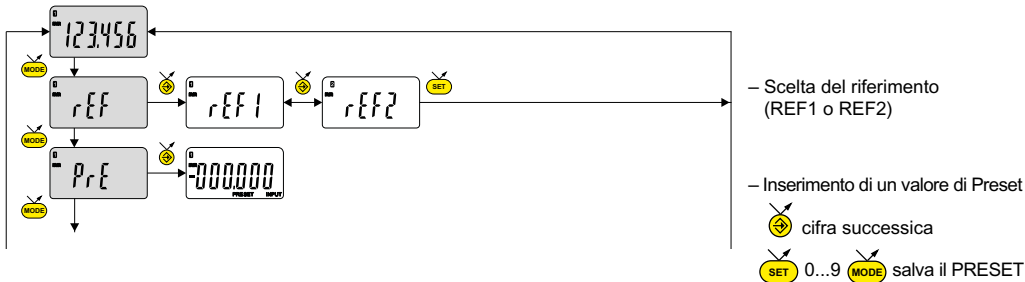 123.456
MODE
rEF
rEF1
rEF2
SET
– Scelta del riferimento
(REF1 o REF2)
MODE
PrE
-000.000
PRESET INPUT
– Inserimento di un valore di Preset
MODE
cifra successica
SET 0...9 MODE salva il PRESET